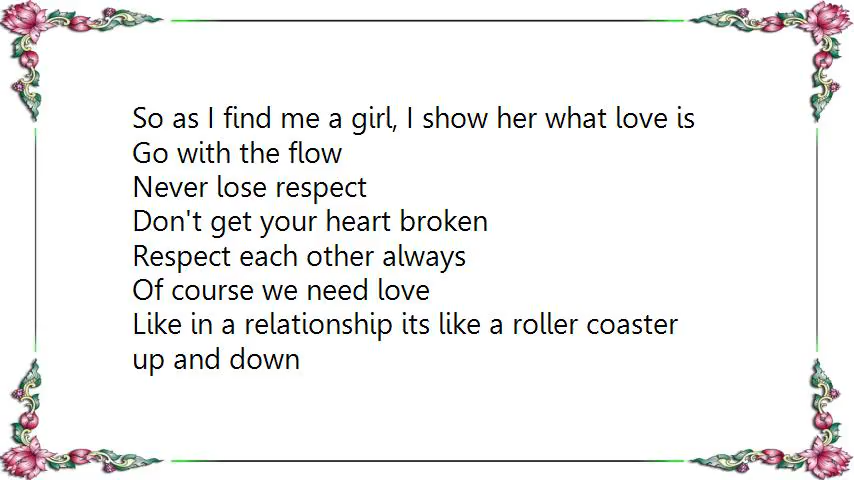 So as I find me a girl, I show her what love is
Go with the flow
Never lose respect
Don't get your heart broken
Respect each other always
Of course we need love
Like in a relationship its like a roller coaster
up and down